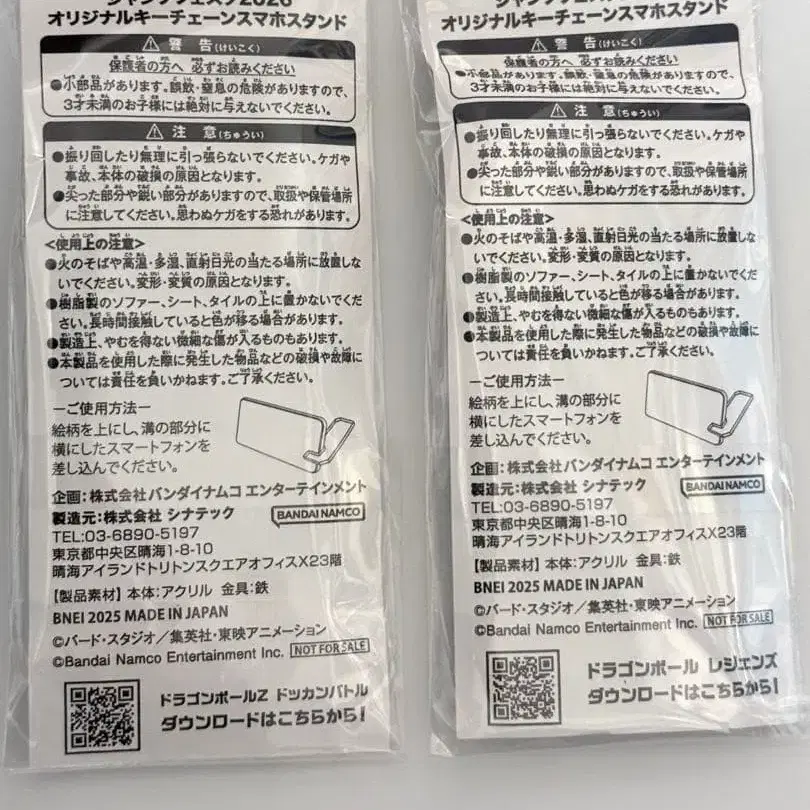 ジャンプフェスタ2026
オリジナルキーチェーンスマホスタンド
警告(けいこく)
保護者の方へ 必ずお読みください
●小部品があります。誤飲・窒息の危険がありますので、
3才未満のお子様には絶対に与えないでください。
注意(ちゅうい)
●振り回したり無理に引っ張らないでください。ケガや
事故、本体の破損の原因となります。
●尖った部分や鋭い部分がありますので、取扱や保管場所
に注意してください。思わぬケガをする恐れがあります。
<使用上の注意>
●火のそばや高温・多湿、直射日光の当たる場所に放置し
ないでください。変形・変質の原因となります。
●樹脂製のソファー、シート、タイルの上に置かないでくだ
さい。長時間接触していると色が移る場合があります。
●製造上、やむを得ない微細な傷が入るものもあります。
●本製品を使用した際に発生した物品などの破損や故障に
ついては責任を負いかねます。ご了承ください。
ーご使用方法ー
絵柄を上にし、溝の部分に
横にしたスマートフォンを
差し込んでください。
企画：株式会社バンダイナムコ エンターテインメント
製造元：株式会社 シナテック
BANDAI NAMCO
TEL:03-6890-5197
東京都中央区晴海1-8-10
晴海アイランドトリトンスクエアオフィスX23階
【製品素材】本体：アクリル 金具：鉄
BNEI 2025 MADE IN JAPAN
©バード・スタジオ／集英社・東映アニメーション
©Bandai Namco Entertainment Inc. NOT FOR SALE
ドラゴンボールZ ドッカンバトル
ダウンロードはこちらから!
オリジナルキーチェーンスマホスタンド
警告(けいこく)
保護者の方へ 必ずお読みください
●小部品があります。誤飲・窒息の危険がありますので、
3才未満のお子様には絶対に与えないでください。
注意(ちゅうい)
●振り回したり無理に引っ張らないでください。ケガや
事故、本体の破損の原因となります。
●尖った部分や鋭い部分がありますので、取扱や保管場所
に注意してください。思わぬケガをする恐れがあります。
<使用上の注意>
●火のそばや高温・多湿、直射日光の当たる場所に放置し
ないでください。変形・変質の原因となります。
●樹脂製のソファー、シート、タイルの上に置かないでくだ
さい。長時間接触していると色が移る場合があります。
●製造上、やむを得ない微細な傷が入るものもあります。
●本製品を使用した際に発生した物品などの破損や故障に
ついては責任を負いかねます。ご了承ください。
ーご使用方法ー
絵柄を上にし、溝の部分に
横にしたスマートフォンを
差し込んでください。
企画：株式会社バンダイナムコ エンターテインメント
製造元：株式会社 シナテック
BANDAI NAMCO
TEL:03-6890-5197
東京都中央区晴海1-8-10
晴海アイランドトリトンスクエアオフィスX23階
【製品素材】本体：アクリル 金具：鉄
BNEI 2025 MADE IN JAPAN
©バード・スタジオ／集英社・東映アニメーション
©Bandai Namco Entertainment Inc. NOT FOR SALE
ドラゴンボール レジェンズ
ダウンロードはこちらから!